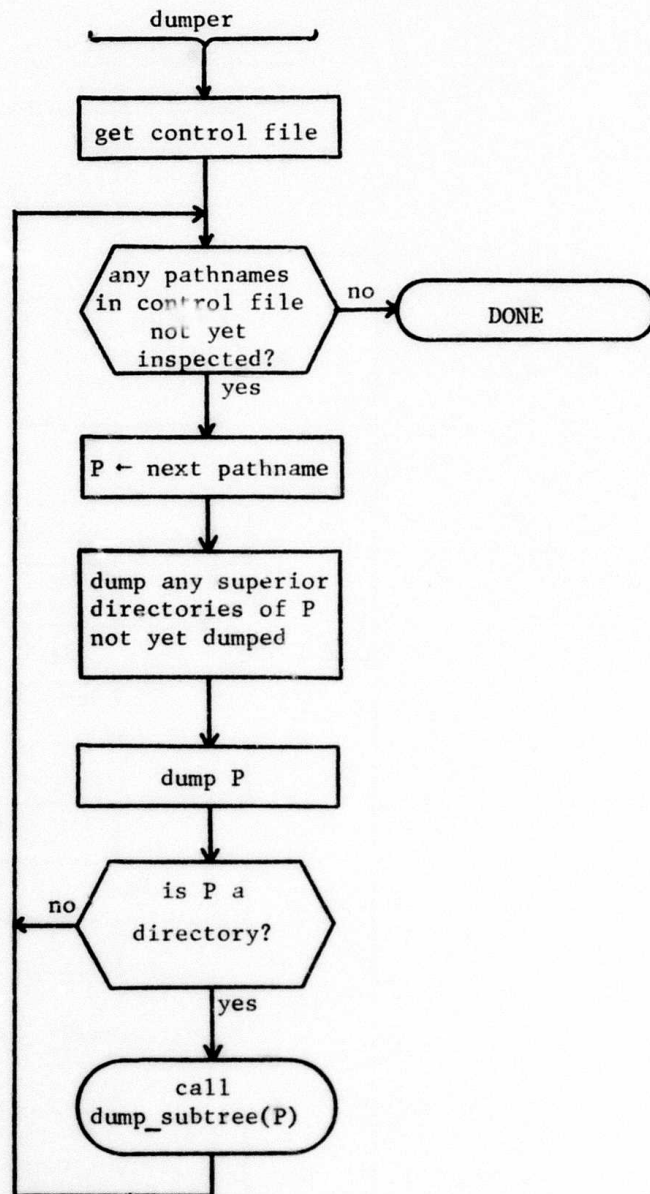 dumper
get control file
any pathnames
in control file
not yet
inspected?
no
DONE
yes
P ← next pathname
dump any superior
directories of P
not yet dumped
dump P
is P a
no
directory?
yes
call
dump_subtree(P)